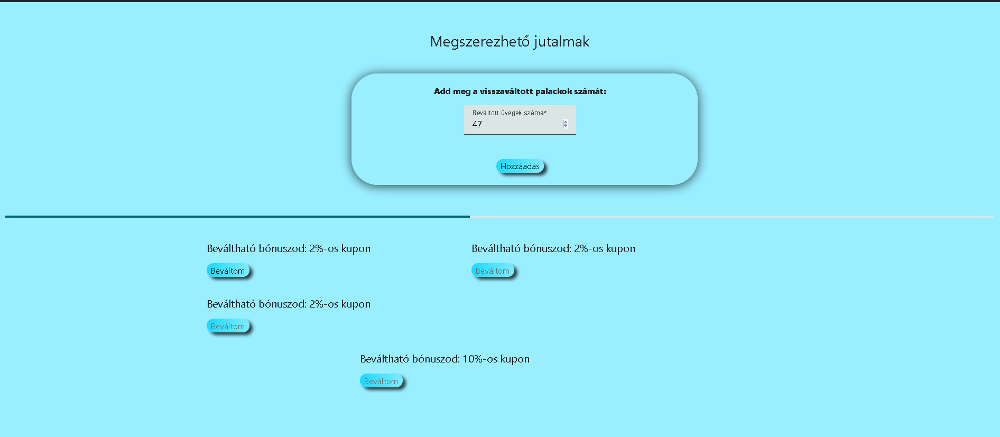 Megszerezhető jutalmak
Add meg a visszaváltott palackok számát:
Beváltott üvegek száma*
47
Hozzáadás
Beváltható bónuszod: 2%-os kupon
Beváltom
Beváltható bónuszod: 2%-os kupon
Beváltom
Beváltható bónuszod: 2%-os kupon
Beváltom
Beváltható bónuszod: 10%-os kupon
Beváltom